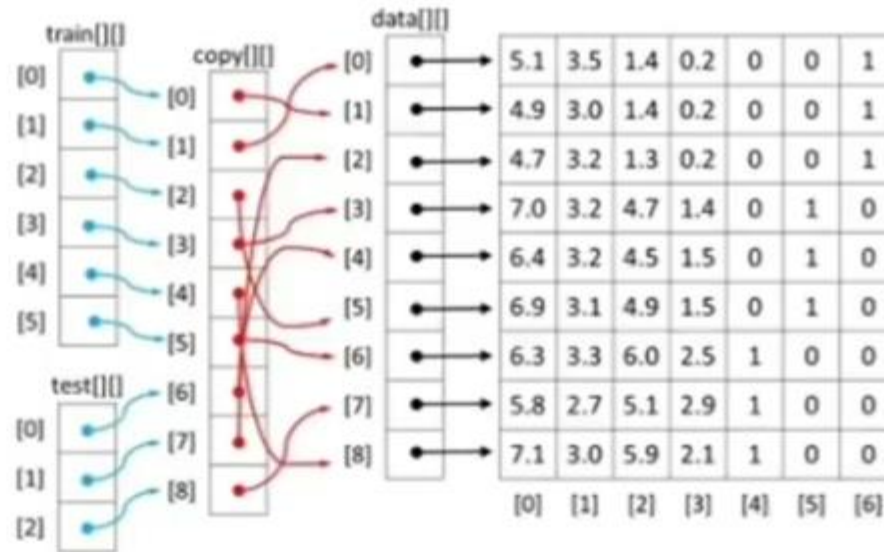 train[][]
[0]
[1]
[2]
[3]
[4]
[5]
test[][]
[0]
[1]
[2]
copy[][]
[0]
[1]
[2]
[3]
[4]
[5]
[6]
[7]
[8]
data[][]
[0] 5.1 3.5 1.4 0.2 0 0 1
[1] 4.9 3.0 1.4 0.2 0 0 1
[2] 4.7 3.2 1.3 0.2 0 0 1
[3] 7.0 3.2 4.7 1.4 0 1 0
[4] 6.4 3.2 4.5 1.5 0 1 0
[5] 6.9 3.1 4.9 1.5 0 1 0
[6] 6.3 3.3 6.0 2.5 1 0 0
[7] 5.8 2.7 5.1 2.9 1 0 0
[8] 7.1 3.0 5.9 2.1 1 0 0
[0] [1] [2] [3] [4] [5] [6]